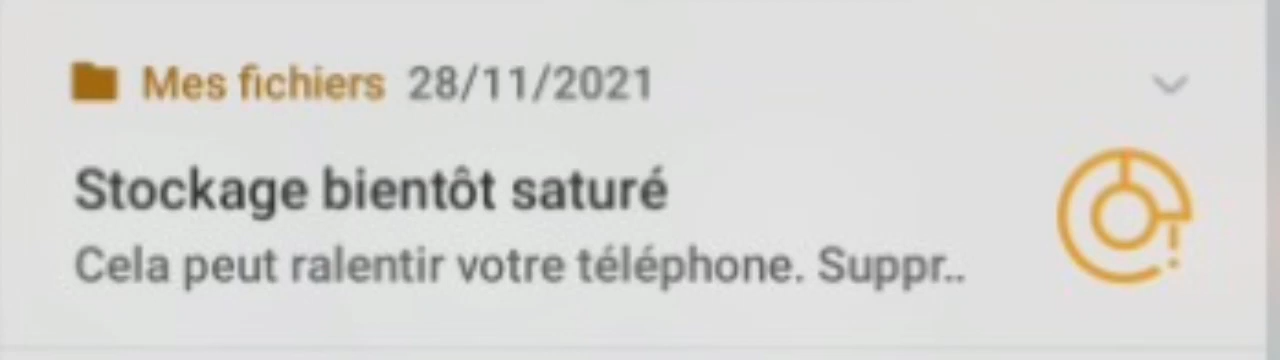 Mes fichiers 28/11/2021
Stockage bientôt saturé
Cela peut ralentir votre téléphone. Suppr..